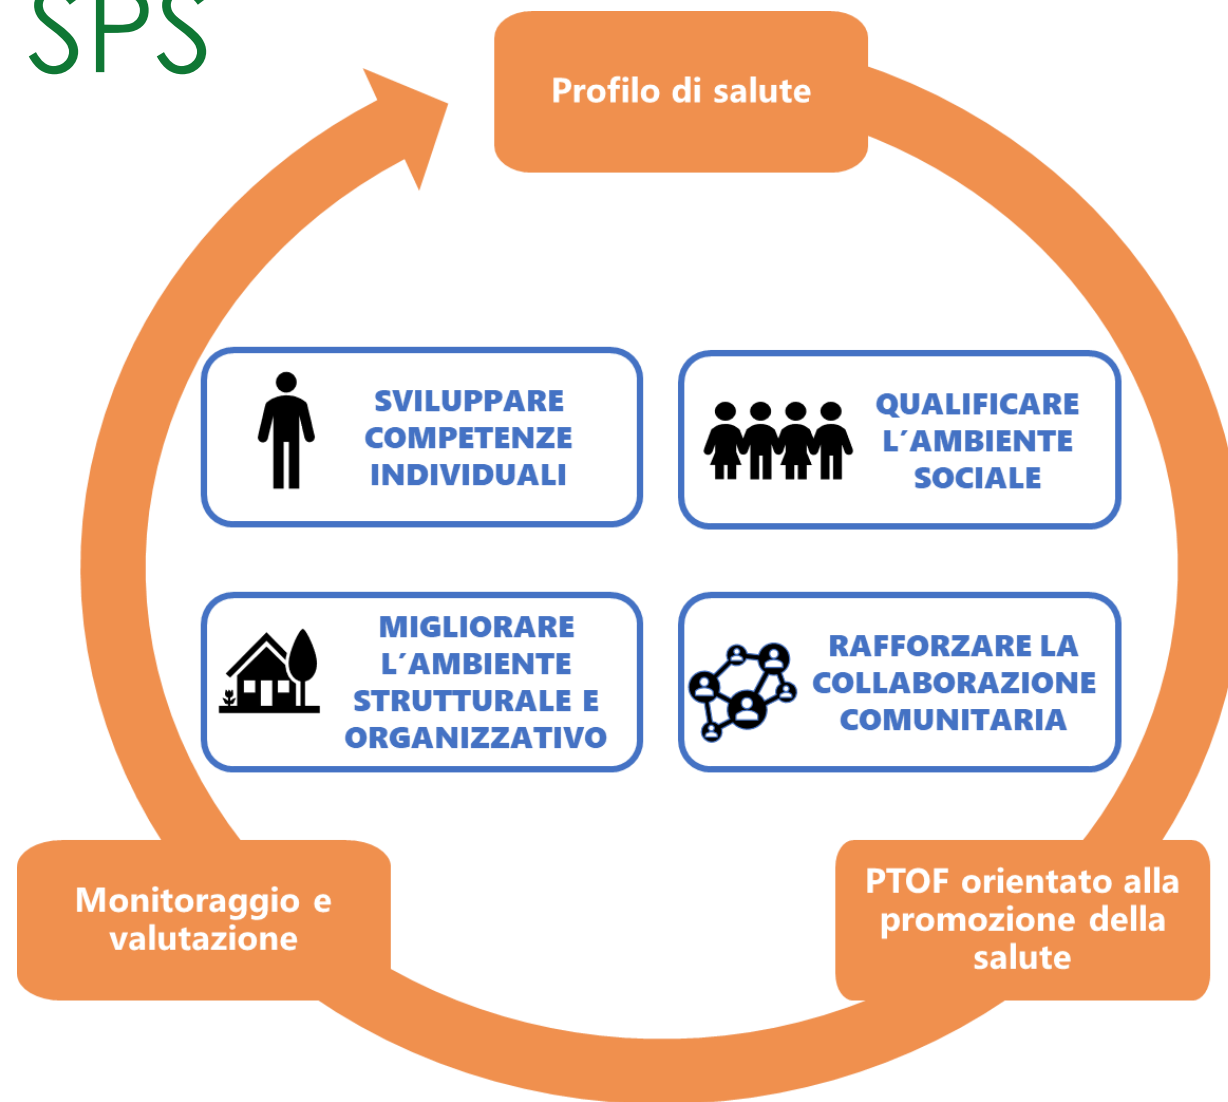 SPS
Profilo di salute
SVILUPPARE
COMPETENZE
INDIVIDUALI
QUALIFICARE
L´AMBIENTE
SOCIALE
MIGLIORARE
L´AMBIENTE
STRUTTURALE E
ORGANIZZATIVO
RAFFORZARE LA
COLLABORAZIONE
COMUNITARIA
Monitoraggio e
valutazione
PTOF orientato alla
promozione della
salute